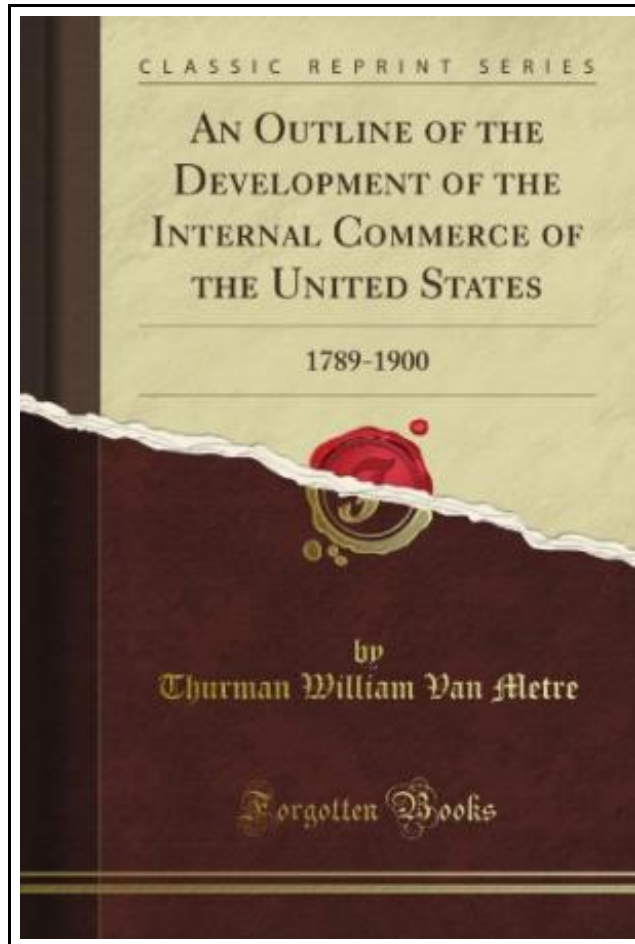 CLASSIC REPRINT SERIES
AN OUTLINE OF THE
DEVELOPMENT OF THE
INTERNAL COMMERCE OF
THE UNITED STATES
1789-1900
by
Thurman William Van Metre
Forgotten Books